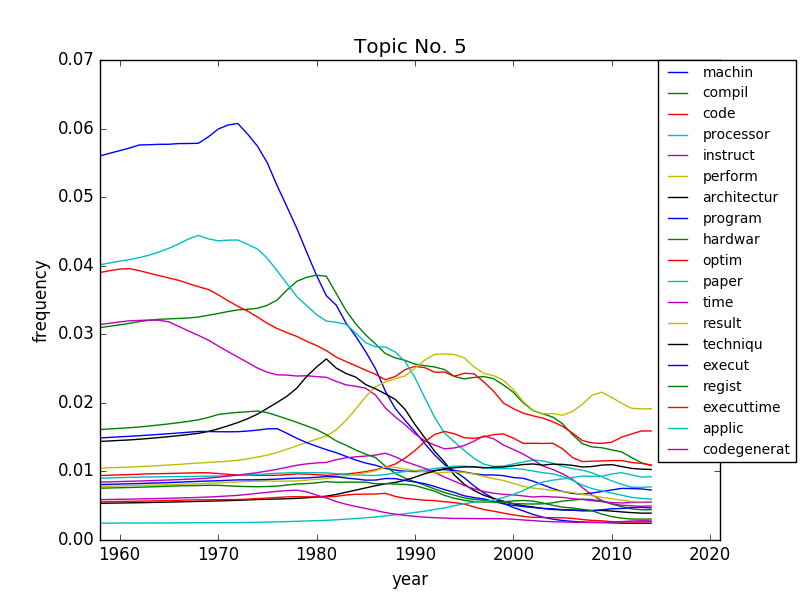 Topic No. 5
0.07
0.06
0.05
0.04
0.03
0.02
0.01
0.00
frequency
1960
1970
1980
1990
2000
2010
2020
year
machin
compil
code
processor
instruct
perform
architectur
program
hardwar
optim
paper
time
result
techniqu
execut
regist
executtime
applic
codegenerat